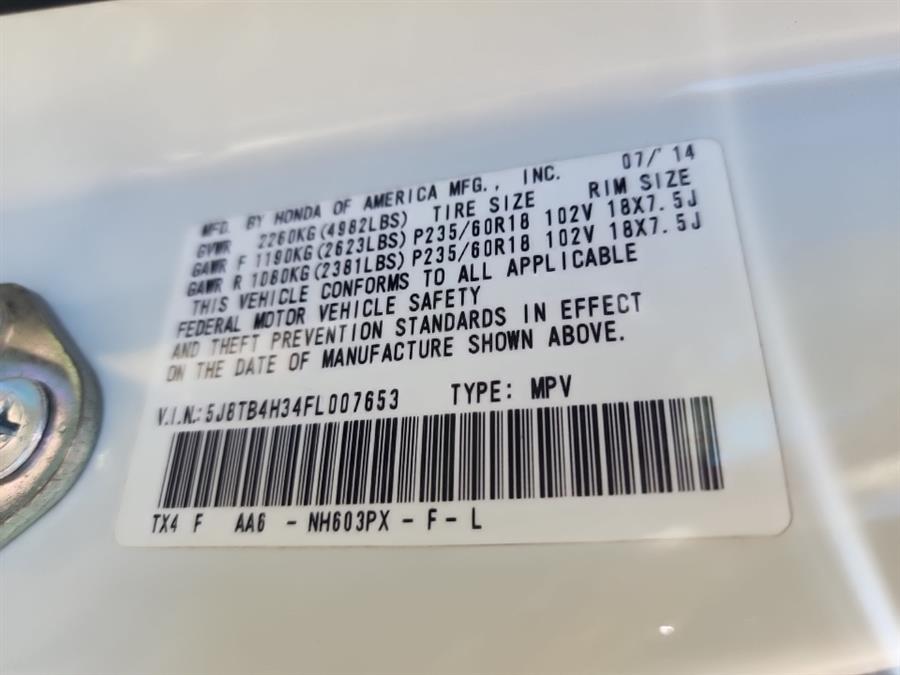 07/'14
MFD. BY HONDA OF AMERICA MFG., INC.
GVWR 2260KG(4982LBS) TIRE SIZE RIM SIZE
GAWR F 1190KG(2623LBS) P235/60R18 102V 18X7.5J
GAWR R 1080KG(2381LBS) P235/60R18 102V 18X7.5J
THIS VEHICLE CONFORMS TO ALL APPLICABLE
FEDERAL MOTOR VEHICLE SAFETY
AND THEFT PREVENTION STANDARDS IN EFFECT
ON THE DATE OF MANUFACTURE SHOWN ABOVE.
V.I.N.:5J8TB4H34FL007653 TYPE: MPV
TX4 F AA6 - NH603PX - F - L